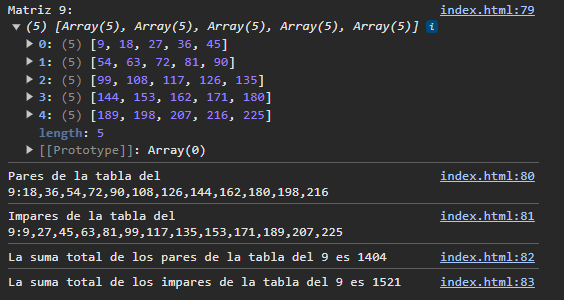 Matriz 9: index.html:79
(5) [Array(5), Array(5), Array(5), Array(5), Array(5)] i
0: (5) [9, 18, 27, 36, 45]
1: (5) [54, 63, 72, 81, 90]
2: (5) [99, 108, 117, 126, 135]
3: (5) [144, 153, 162, 171, 180]
4: (5) [189, 198, 207, 216, 225]
length: 5
[[Prototype]]: Array(0)
Pares de la tabla del index.html:80
9:18,36,54,72,90,108,126,144,162,180,198,216
Impares de la tabla del index.html:81
9:9,27,45,63,81,99,117,135,153,171,189,207,225
La suma total de los pares de la tabla del 9 es 1404 index.html:82
La suma total de los impares de la tabla del 9 es 1521 index.html:83